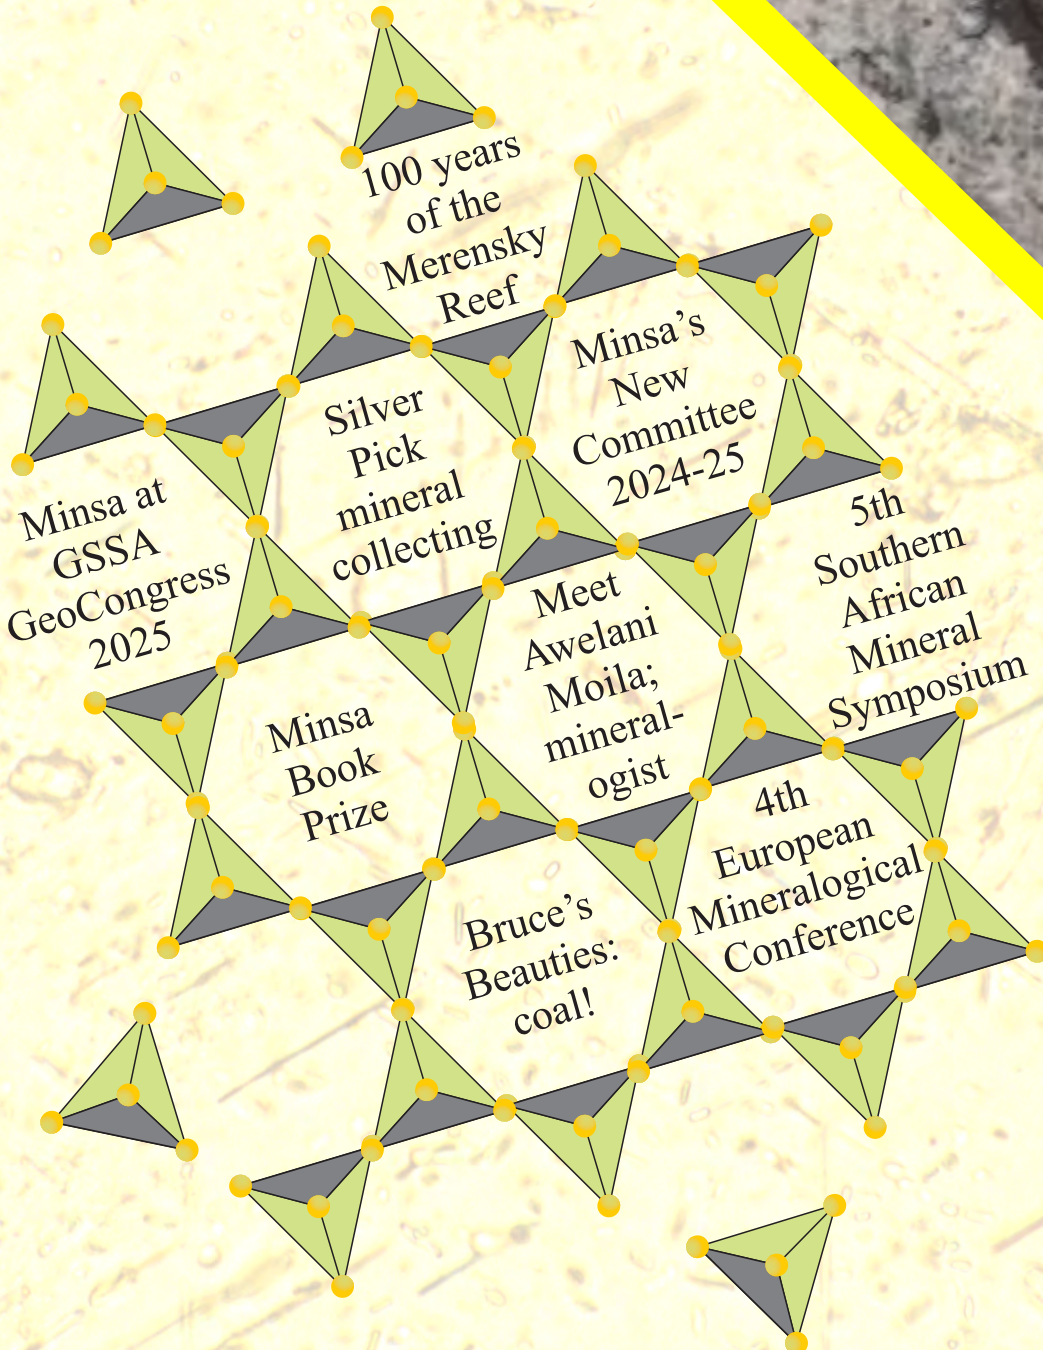 100 years
of the
Merensky
Reef
Minsa's
New
Committee
2024-25
Silver
Pick
mineral
collecting
Minsa at
GSSA
GeoCongress
2025
5th
Southern
African
Mineral
Symposium
Meet
Awelani
Moila;
mineral-
ogist
Minsa
Book
Prize
4th
European
Mineralogical
Conference
Bruce's
Beauties:
coal!